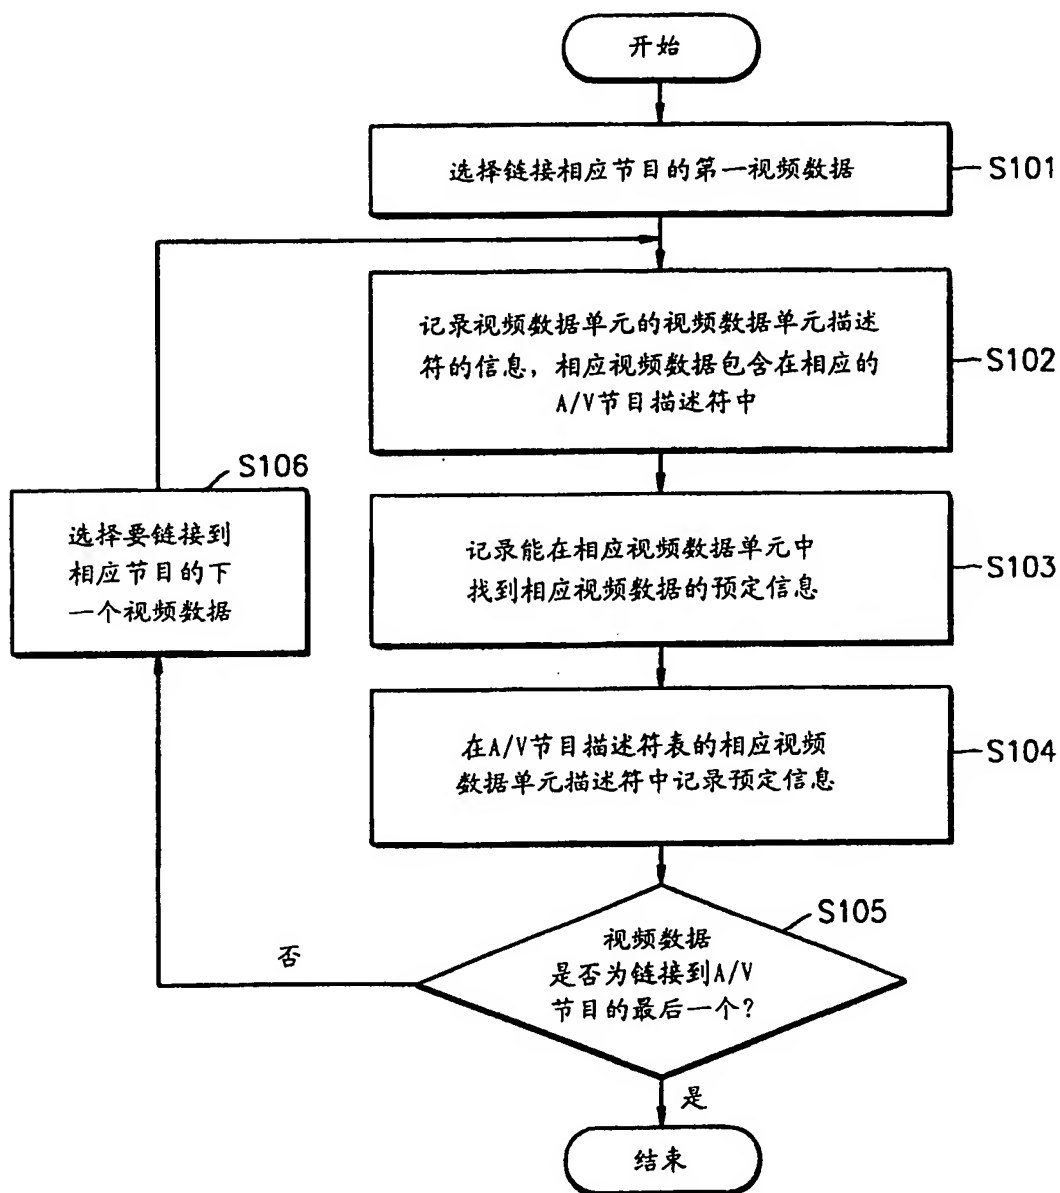 开始
选择链接相应节目的第一视频数据
S101
记录视频数据单元的视频数据单元描述
符的信息，相应视频数据包含在相应的
A/V节目描述符中
S102
S106
选择要链接到
相应节目的下
一个视频数据
记录能在相应视频数据单元中
找到相应视频数据的预定信息
S103
在A/V节目描述符表的相应视频
数据单元描述符中记录预定信息
S104
S105
视频数据
是否为链接到A/V
节目的最后一个？
否
是
结束